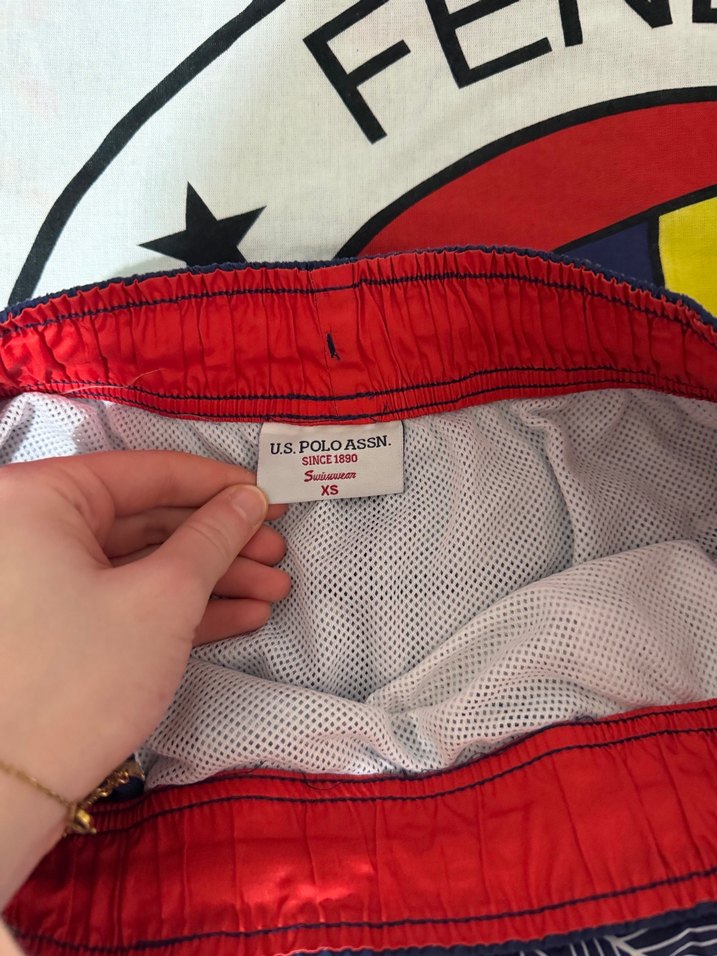 FEN
U.S. POLO ASSN.
SINCE 1890
Swimwear
XS